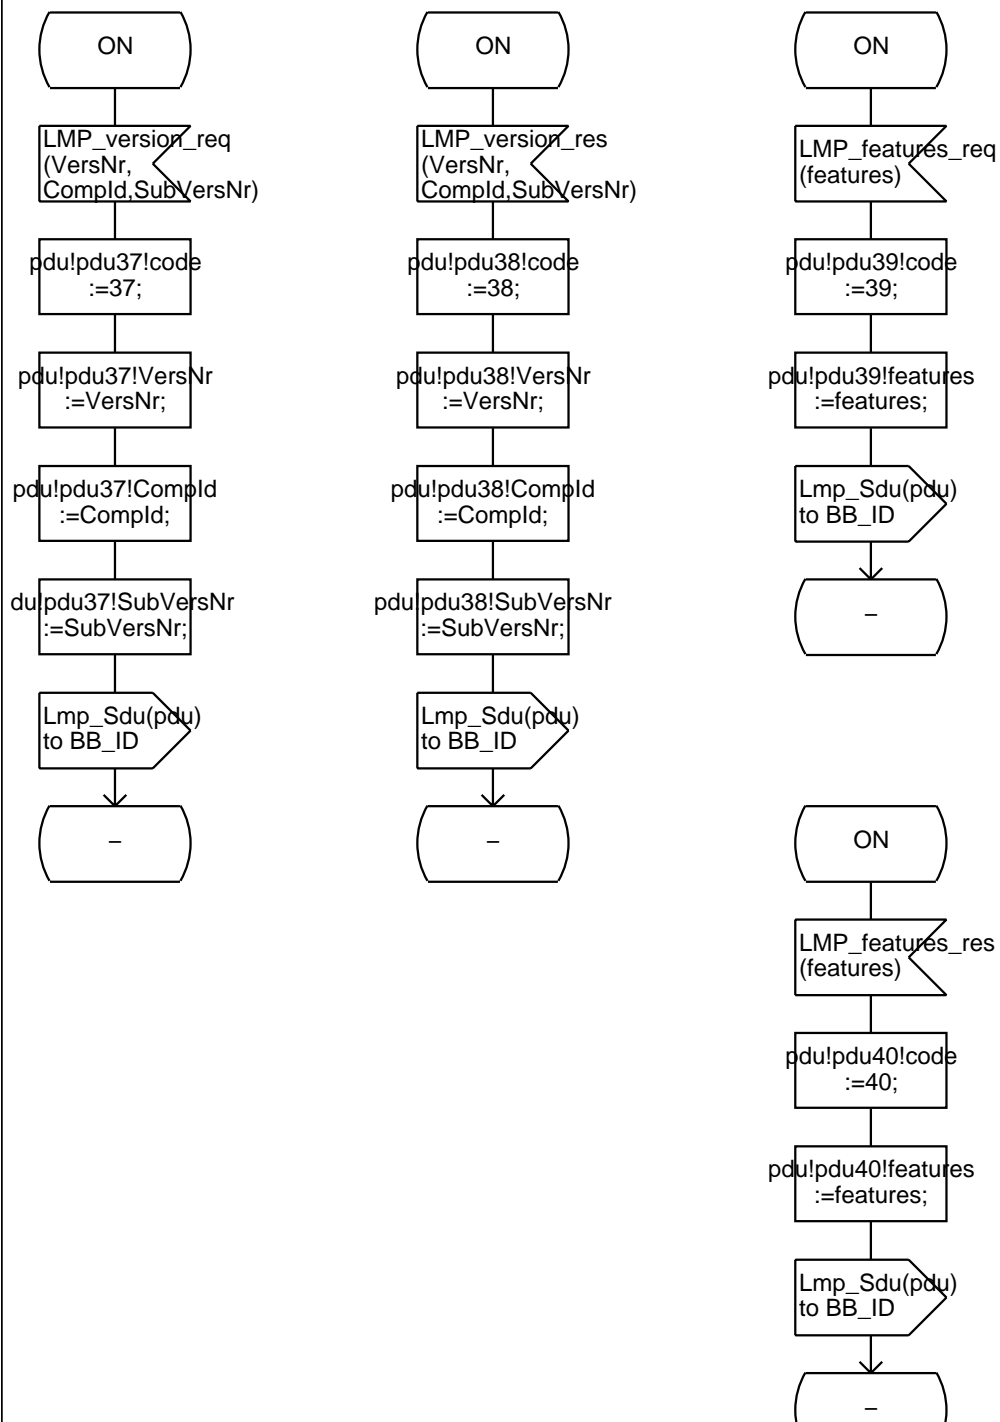 ON
LMP_version_req
(VersNr,
CompId,SubVersNr)
pdu!pdu37!code
:=37;
pdu!pdu37!VersNr
:=VersNr;
pdu!pdu37!CompId
:=CompId;
du!pdu37!SubVersNr
:=SubVersNr;
Lmp_Sdu(pdu)
to BB_ID
–
ON
LMP_version_res
(VersNr,
CompId,SubVersNr)
pdu!pdu38!code
:=38;
pdu!pdu38!VersNr
:=VersNr;
pdu!pdu38!CompId
:=CompId;
pdu!pdu38!SubVersNr
:=SubVersNr;
Lmp_Sdu(pdu)
to BB_ID
–
ON
LMP_features_req
(features)
pdu!pdu39!code
:=39;
pdu!pdu39!features
:=features;
Lmp_Sdu(pdu)
to BB_ID
–
ON
LMP_features_res
(features)
pdu!pdu40!code
:=40;
pdu!pdu40!features
:=features;
Lmp_Sdu(pdu)
to BB_ID
–